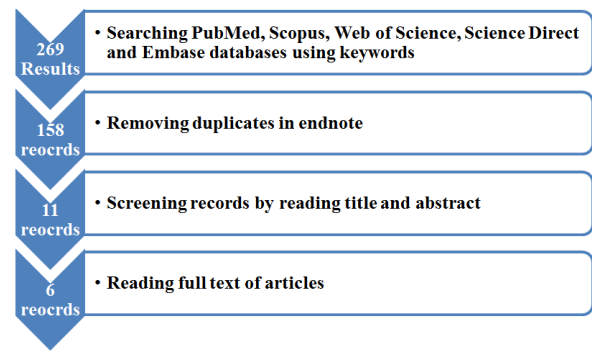 269
Results
• Searching PubMed, Scopus, Web of Science, Science Direct
and Embase databases using keywords
158
reocrds
• Removing duplicates in endnote
11
reocrds
• Screening records by reading title and abstract
6
reocrds
• Reading full text of articles